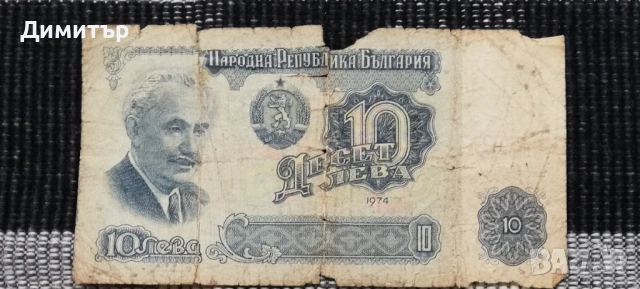 Димитър
Народна Република България
10
Десет
лева
1974
10 лева
10
10